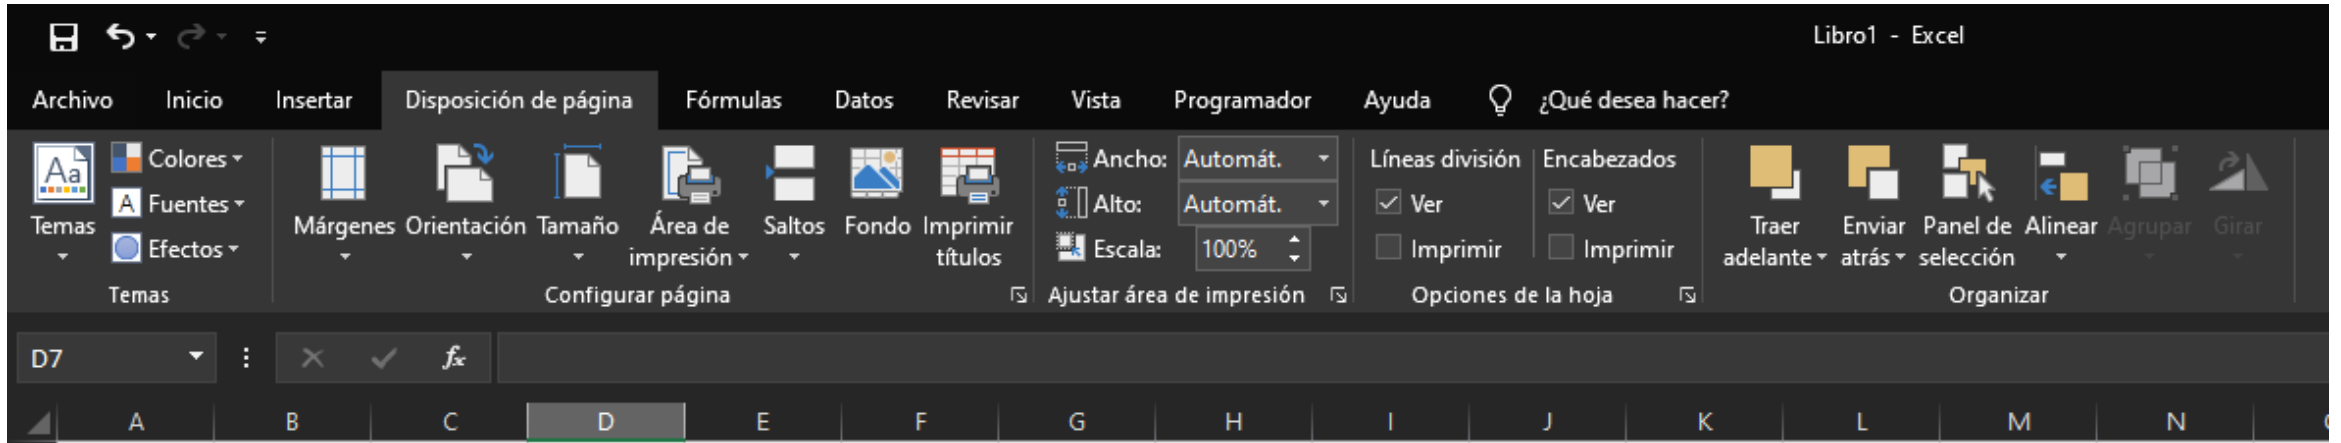 Libro1 - Excel
Archivo Inicio Insertar Disposición de página Fórmulas Datos Revisar Vista Programador Ayuda ¿Qué desea hacer?
Aa Colores Ancho: Automát. Líneas división Encabezados
A Fuentes Alto: Automát. Ver Ver
Temas Márgenes Orientación Tamaño Área de Saltos Fondo Imprimir Traer Enviar Panel de Alinear Agrupar Girar
Efectos impresión títulos Escala: 100% Imprimir Imprimir adelante atrás selección
Temas Configurar página Ajustar área de impresión Opciones de la hoja Organizar
D7 fx
A B C D E F G H I J K L M N